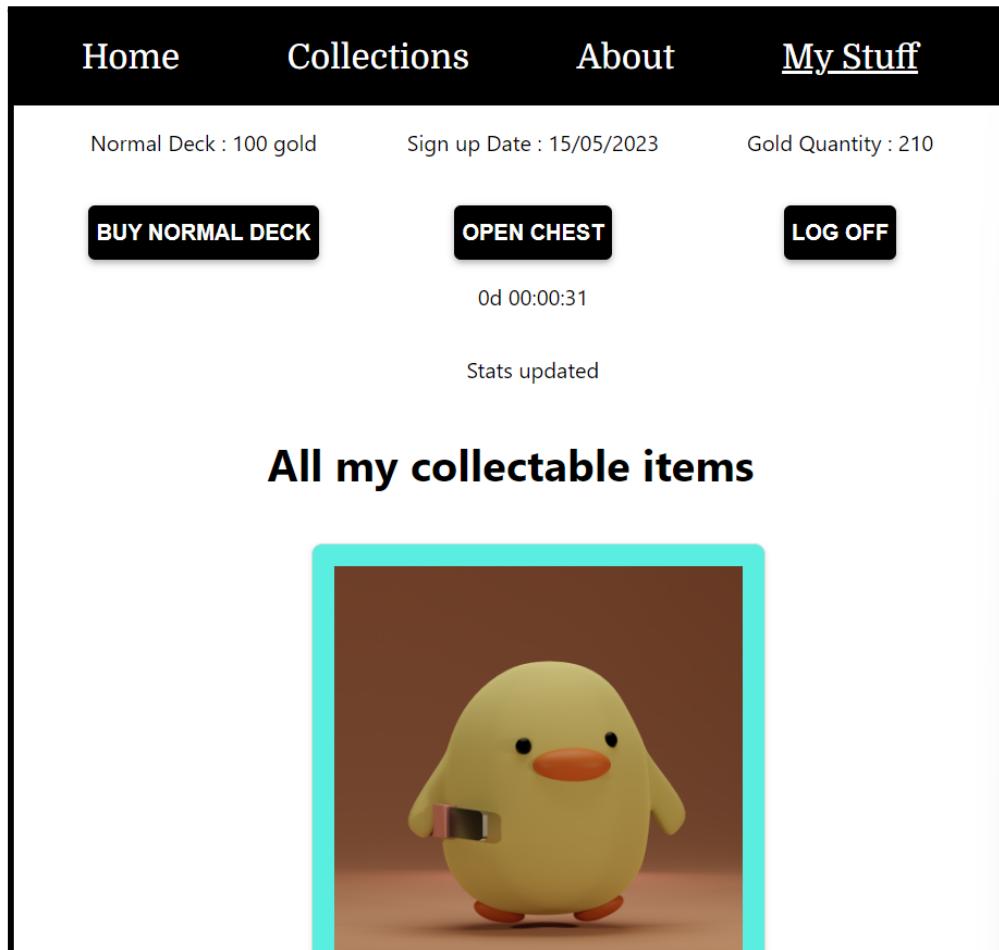 Home Collections About My Stuff
Normal Deck : 100 gold Sign up Date : 15/05/2023 Gold Quantity : 210
BUY NORMAL DECK OPEN CHEST LOG OFF
0d 00:00:31
Stats updated
All my collectable items